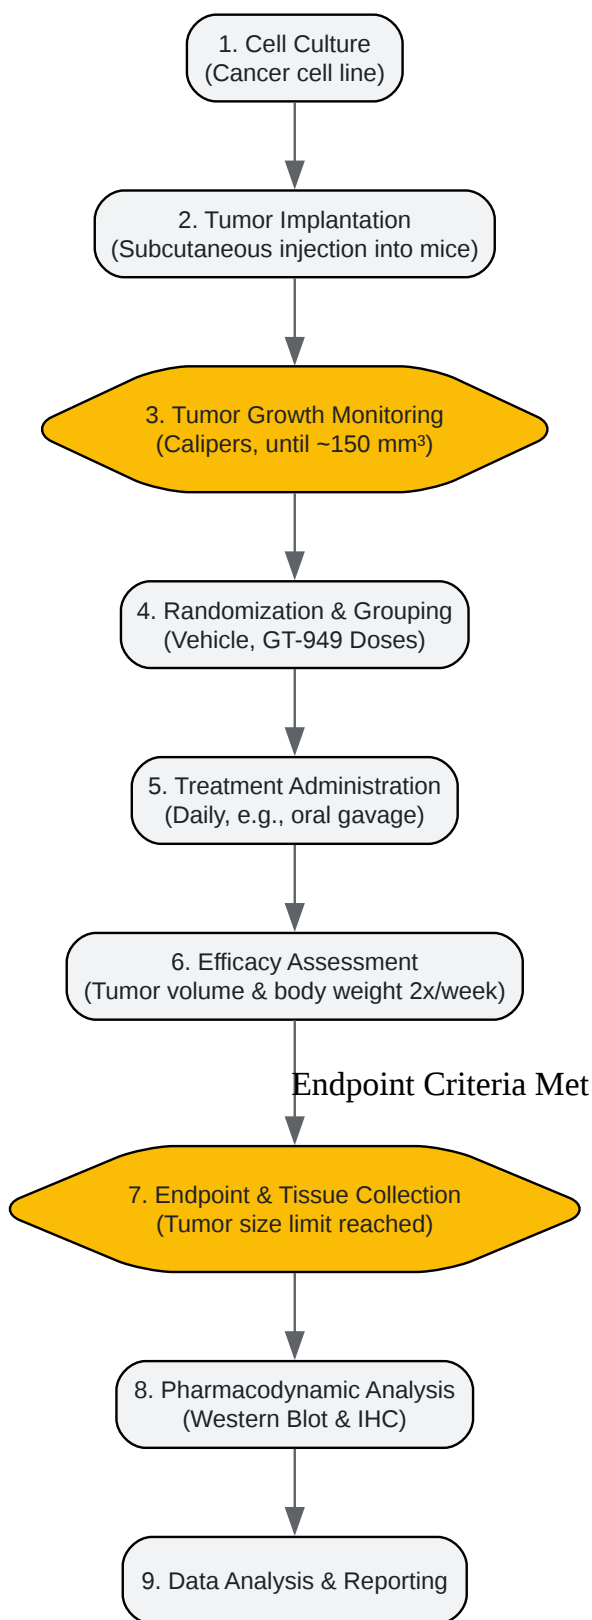 1. Cell Culture
(Cancer cell line)
2. Tumor Implantation
(Subcutaneous injection into mice)
3. Tumor Growth Monitoring
(Calipers, until ~150 mm³)
4. Randomization & Grouping
(Vehicle, GT-949 Doses)
5. Treatment Administration
(Daily, e.g., oral gavage)
6. Efficacy Assessment
(Tumor volume & body weight 2x/week)
Endpoint Criteria Met
7. Endpoint & Tissue Collection
(Tumor size limit reached)
8. Pharmacodynamic Analysis
(Western Blot & IHC)
9. Data Analysis & Reporting